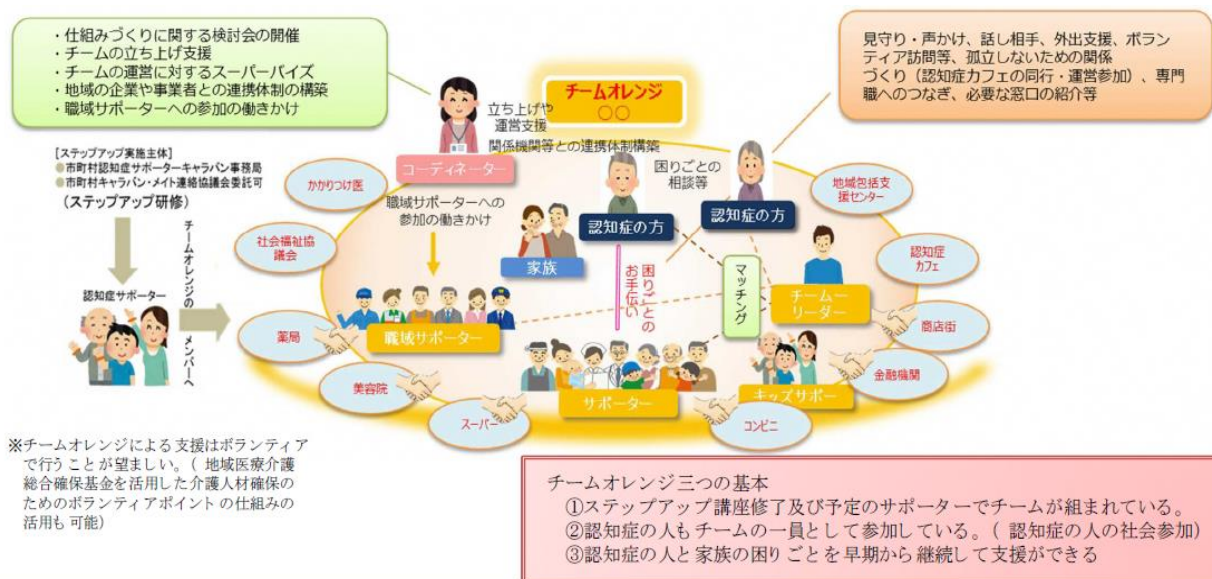 ・仕組みづくりに関する検討会の開催
・チームの立ち上げ支援
・チームの運営に対するスーパーバイズ
・地域の企業や事業者との連携体制の構築
・職域サポーターへの参加の働きかけ
チームオレンジ
○○
見守り・声かけ、話し相手、外出支援、ボラン
ティア訪問等、孤立しないための関係
づくり（認知症カフェの同行・運営参加）、専門
職へのつなぎ、必要な窓口の紹介等
立ち上げや
運営支援
関係機関等との連携体制構築
コーディネーター
職域サポーターへの
参加の働きかけ
困りごとの
相談等
認知症の方
認知症の方
家族
[ステップアップ実施主体]
●市町村認知症サポーターキャラバン事務局
●市町村キャラバン・メイト連絡協議会委託可
(ステップアップ研修)
認知症サポーター
チームオレンジのメンバーへ
かかりつけ医
社会福祉協
議会
薬局
美容院
スーパー
コンビニ
金融機関
商店街
認知症
カフェ
地域包括支
援センター
職域サポーター
困りごとの
お手伝い
マッチング
チームー
リーダー
サポーター
キッズサポー
※チームオレンジによる支援はボランティア
で行うことが望ましい。（ 地域医療介護
総合確保基金を活用した介護人材確保の
ためのボランティアポイント の仕組みの
活用も 可能）
チームオレンジ三つの基本
①ステップアップ講座修了及び予定のサポーターでチームが組まれている。
②認知症の人もチームの一員として参加している。（ 認知症の人の社会参加）
③認知症の人と家族の困りごとを早期から 継続して支援ができる